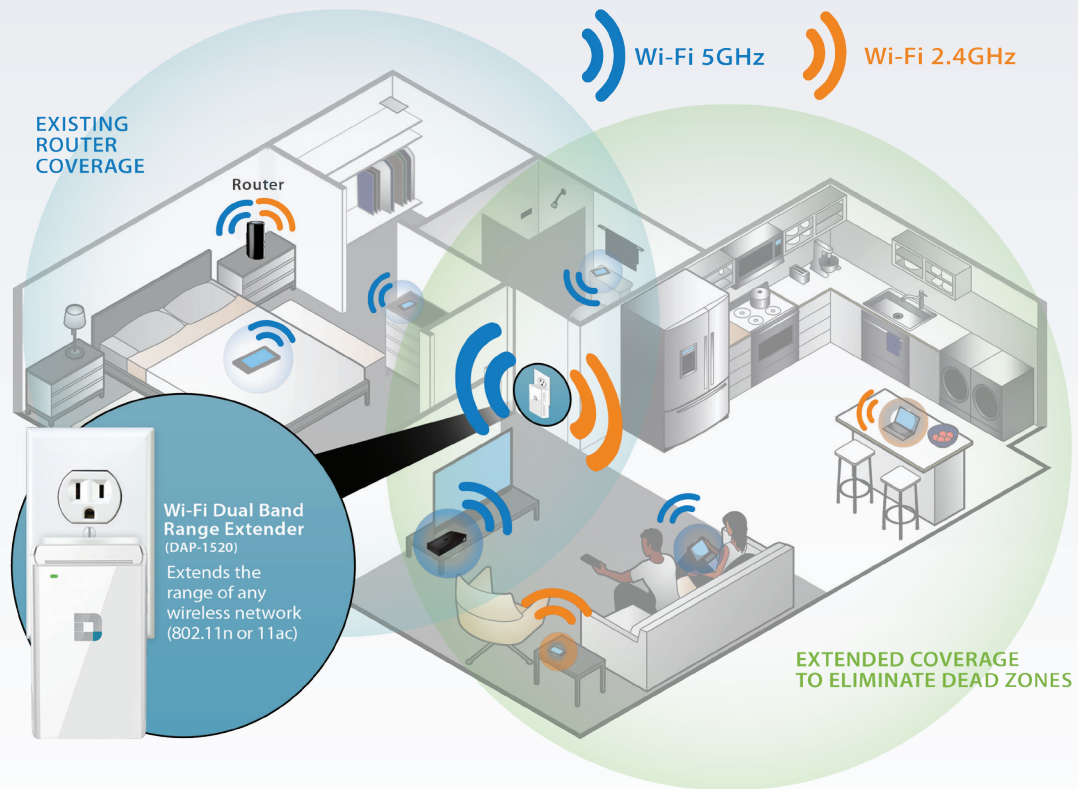 Wi-Fi 5GHz
Wi-Fi 2.4GHz
EXISTING
ROUTER
COVERAGE
Router
Wi-Fi Dual Band
Range Extender
(DAP-1520)
Extends the
range of any
wireless network
(802.11n or 11ac)
EXTENDED COVERAGE
TO ELIMINATE DEAD ZONES